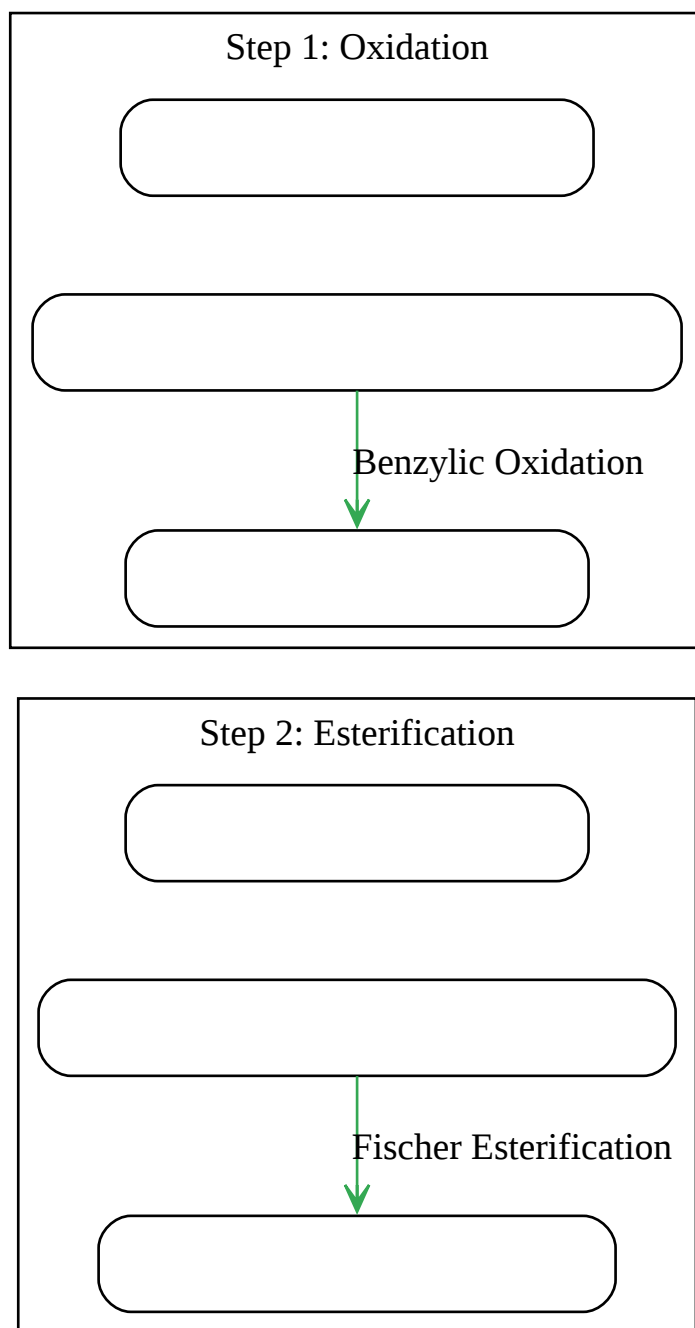 Step 1: Oxidation
Benzylic Oxidation
Step 2: Esterification
Fischer Esterification